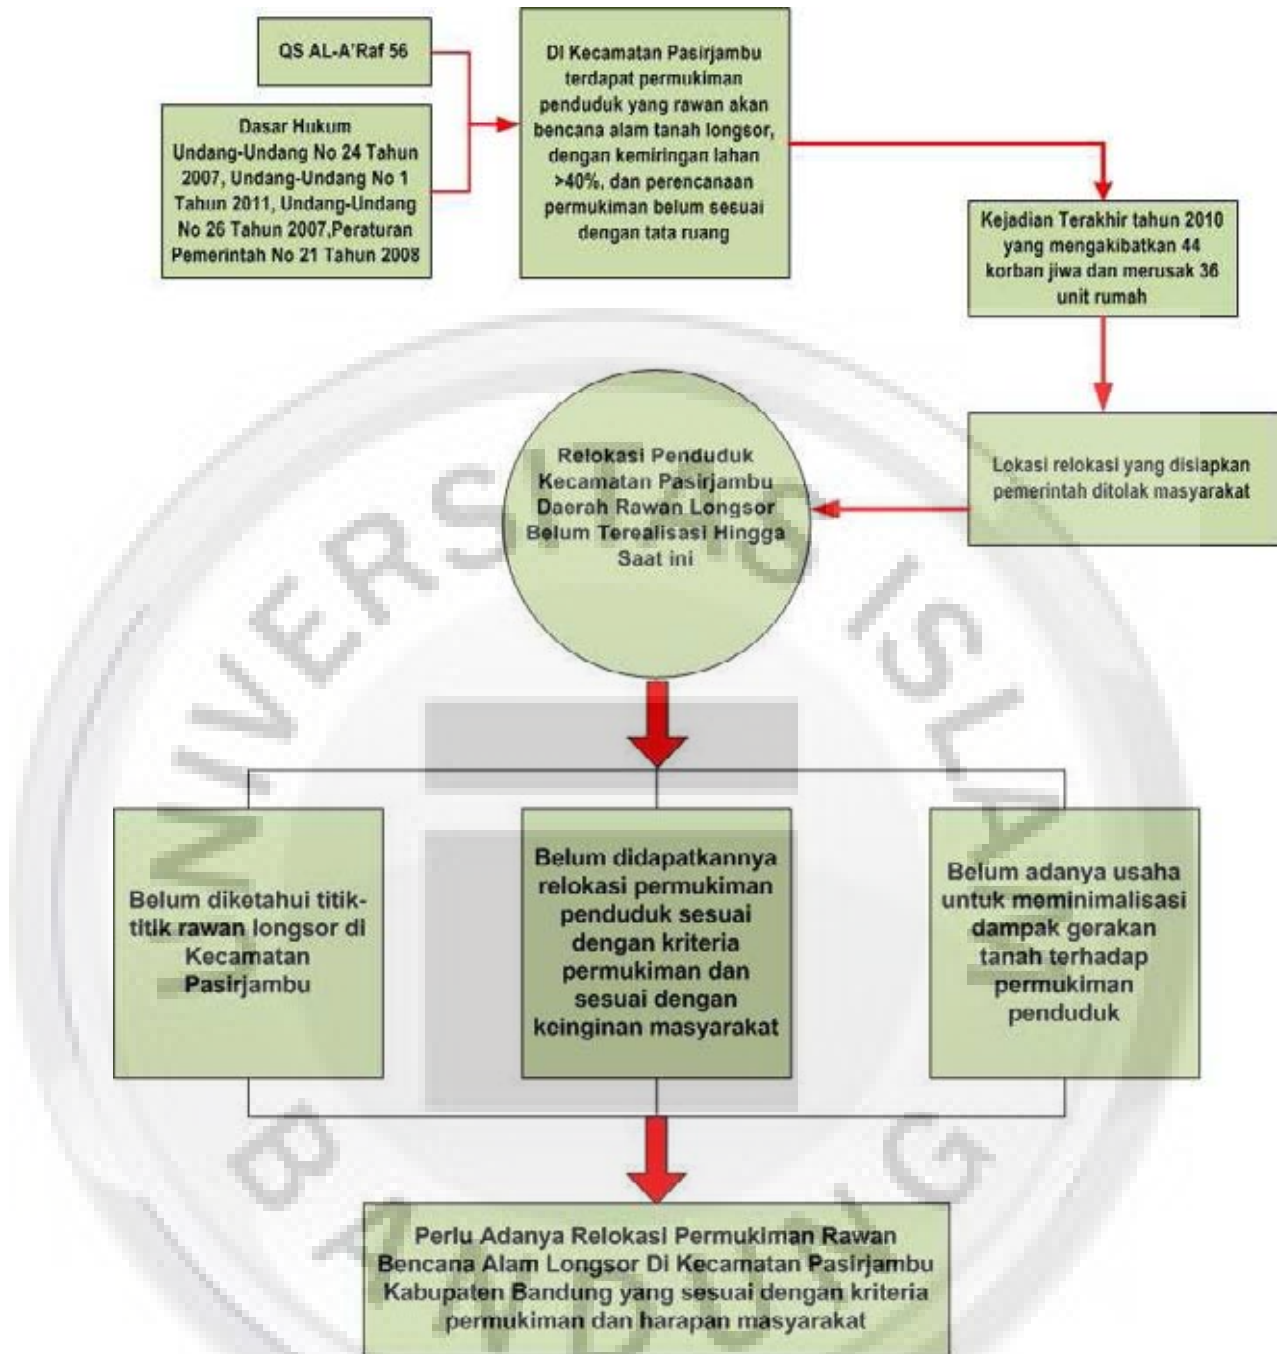 QS AL-A'Raf 56
Dasar Hukum
Undang-Undang No 24 Tahun
2007, Undang-Undang No 1
Tahun 2011, Undang-Undang
No 26 Tahun 2007,Peraturan
Pemerintah No 21 Tahun 2008
DI Kecamatan Pasirjambu
terdapat permukiman
penduduk yang rawan akan
bencana alam tanah longsor,
dengan kemiringan lahan
>40%, dan perencanaan
permukiman belum sesuai
dengan tata ruang
Kejadian Terakhir tahun 2010
yang mengakibatkan 44
korban jiwa dan merusak 36
unit rumah
Lokasi relokasi yang disiapkan
pemerintah ditolak masyarakat
Relokasi Penduduk
Kecamatan Pasirjambu
Daerah Rawan Longsor
Belum Terealisasi Hingga
Saat ini
Belum diketahui titik-
titik rawan longsor di
Kecamatan
Pasirjambu
Belum didapatkannya
relokasi permukiman
penduduk sesuai
dengan kriteria
permukiman dan
sesuai dengan
keinginan masyarakat
Belum adanya usaha
untuk meminimalisasi
dampak gerakan
tanah terhadap
permukiman
penduduk
Perlu Adanya Relokasi Permukiman Rawan
Bencana Alam Longsor Di Kecamatan Pasirjambu
Kabupaten Bandung yang sesuai dengan kriteria
permukiman dan harapan masyarakat
UNIVERSITAS ISLAM
BANDUNG